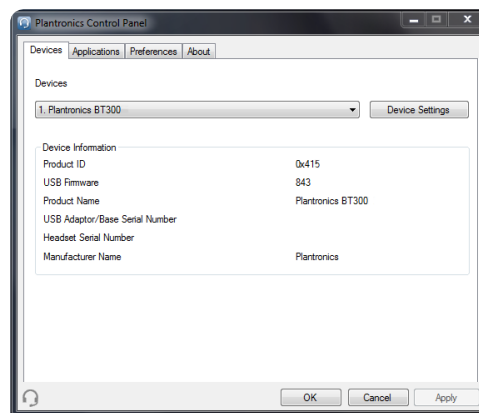 Plantronics Control Panel
Devices Applications Preferences About
Devices
1. Plantronics BT300 Device Settings
Device Information
Product ID 0x415
USB Firmware 843
Product Name Plantronics BT300
USB Adaptor/Base Serial Number
Headset Serial Number
Manufacturer Name Plantronics
OK Cancel Apply